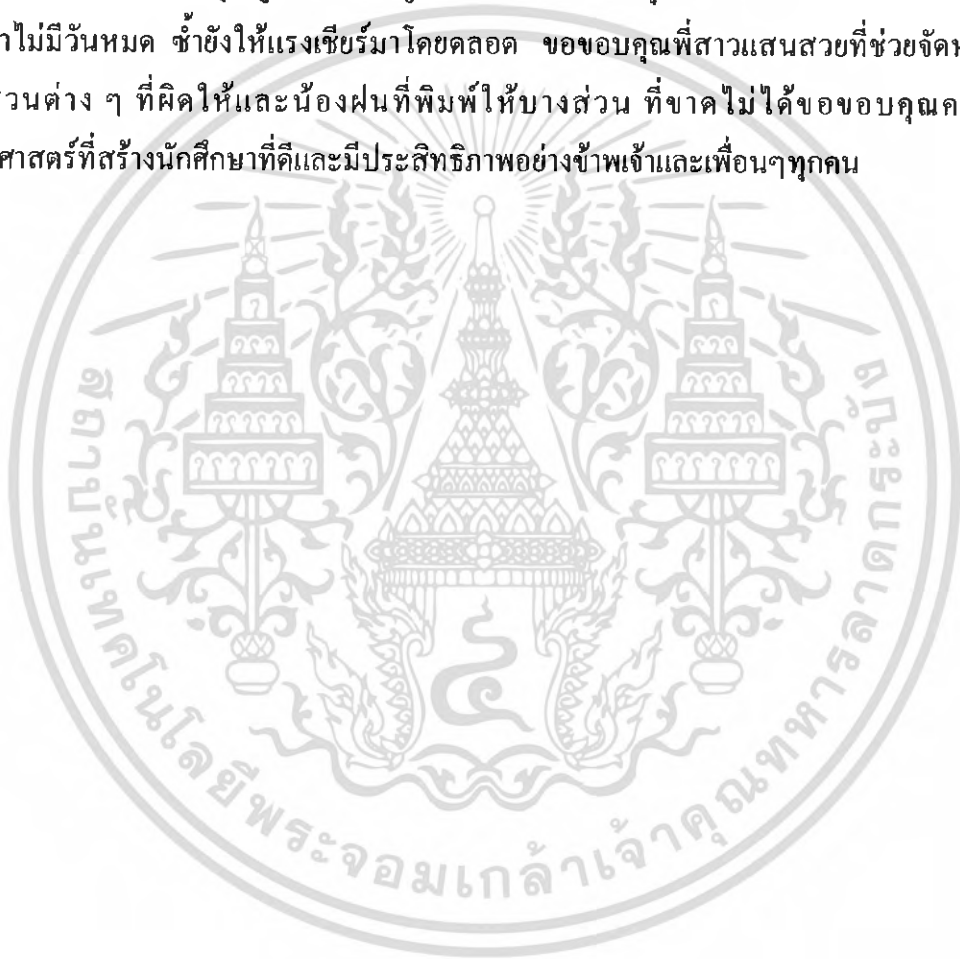 าไม่มีวันหมด ซ้ำยังให้แรงเชียร์มาโดยตลอด ขอขอบคุณพี่สาวแสนสวยที่ช่วยจัด
วนต่าง ๆ ที่ผิดให้และน้องฝนที่พิมพ์ให้บางส่วน ที่ขาดไม่ได้ขอขอบคุณค
ศาสตร์ที่สร้างนักศึกษาที่ดีและมีประสิทธิภาพอย่างข้าพเจ้าและเพื่อนๆทุกคน
สถาบันเทคโนโลยีพระจอมเกล้าเจ้าคุณทหารลาดกระบัง